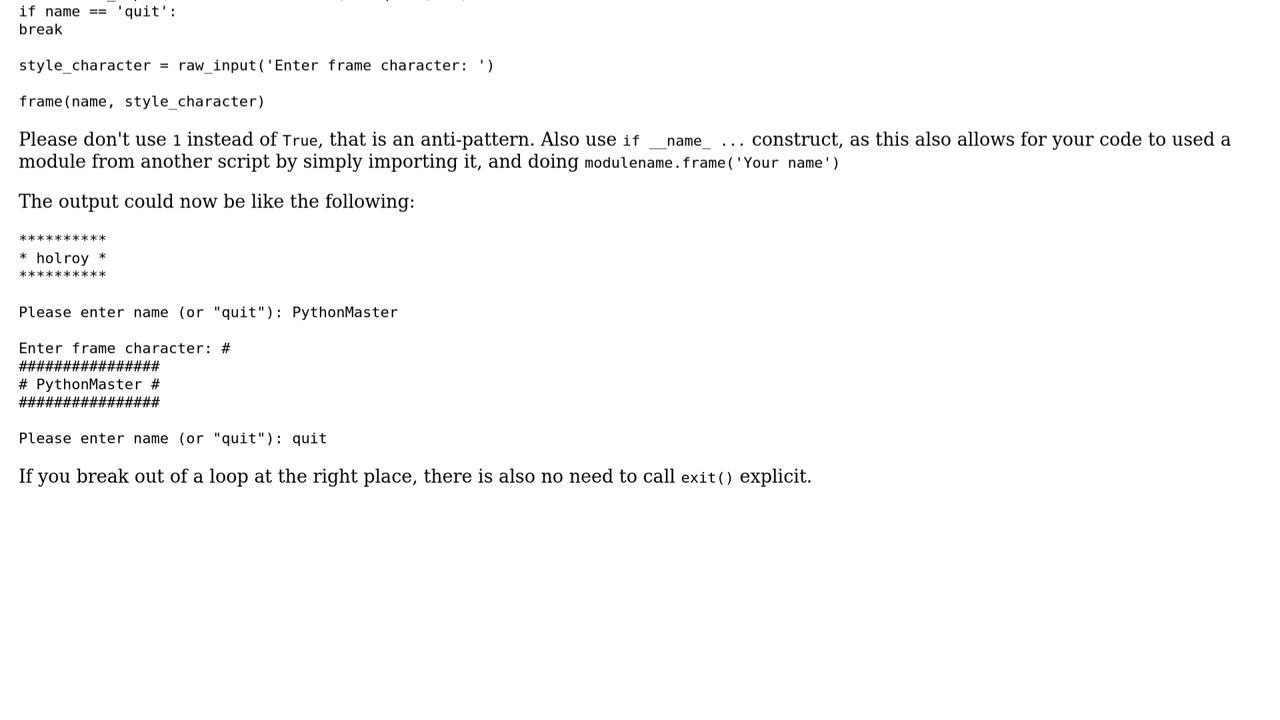 if name == 'quit':
break
style_character = raw_input('Enter frame character: ')
frame(name, style_character)
Please don't use 1 instead of True, that is an anti-pattern. Also use if __name_ ... construct, as this also allows for your code to used a
module from another script by simply importing it, and doing modulename.frame('Your name')
The output could now be like the following:
**********
* holroy *
**********
Please enter name (or "quit"): PythonMaster
Enter frame character: #
################
# PythonMaster #
################
Please enter name (or "quit"): quit
If you break out of a loop at the right place, there is also no need to call exit() explicit.